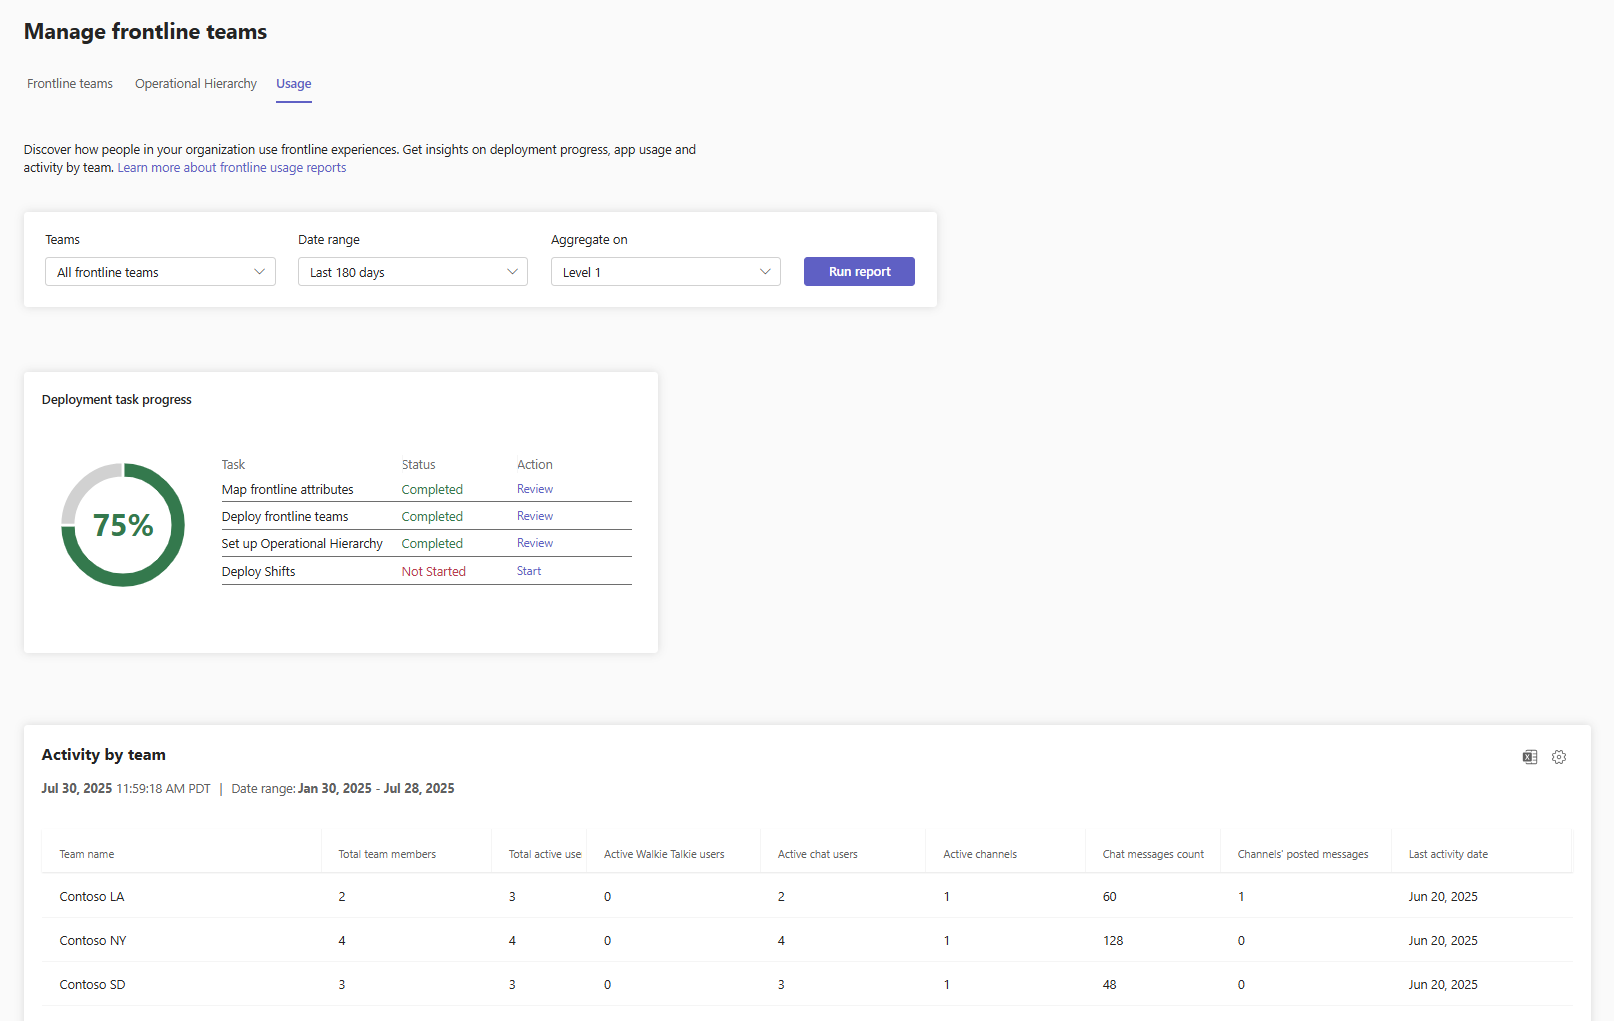 Manage frontline teams
Frontline teams Operational Hierarchy Usage
Discover how people in your organization use frontline experiences. Get insights on deployment progress, app usage and
activity by team. Learn more about frontline usage reports
Teams Date range Aggregate on
All frontline teams Last 180 days Level 1 Run report
Deployment task progress
75%
Task Status Action
Map frontline attributes Completed Review
Deploy frontline teams Completed Review
Set up Operational Hierarchy Completed Review
Deploy Shifts Not Started Start
Activity by team
Jul 30, 2025 11:59:18 AM PDT | Date range: Jan 30, 2025 - Jul 28, 2025
Team name Total team members Total active use Active Walkie Talkie users Active chat users Active channels Chat messages count Channels' posted messages Last activity date
Contoso LA 2 3 0 2 1 60 1 Jun 20, 2025
Contoso NY 4 4 0 4 1 128 0 Jun 20, 2025
Contoso SD 3 3 0 3 1 48 0 Jun 20, 2025